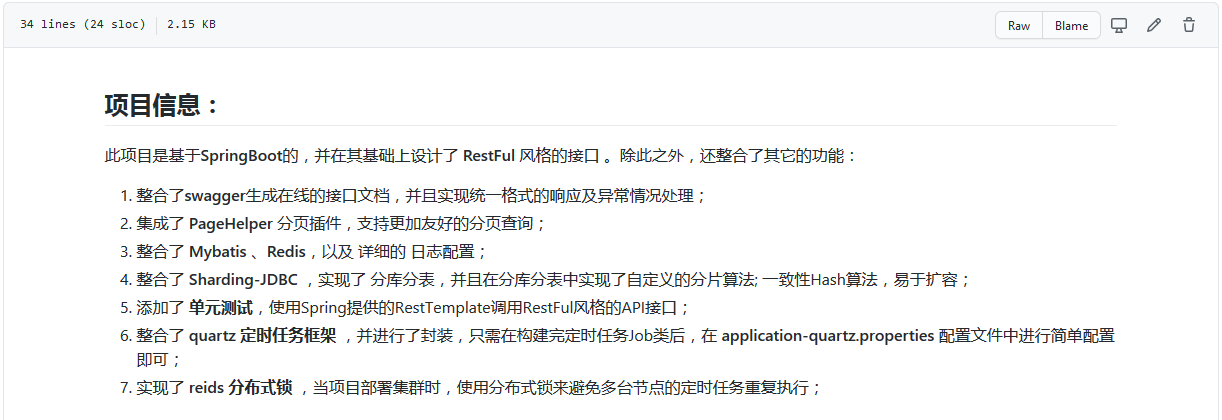 34 lines (24 sloc) 2.15 KB Raw Blame
项目信息：
此项目是基于SpringBoot的，并在其基础上设计了 RestFul 风格的接口 。除此之外，还整合了其它的功能：
1. 整合了swagger生成在线的接口文档，并且实现统一格式的响应及异常情况处理；
2. 集成了 PageHelper 分页插件，支持更加友好的分页查询；
3. 整合了 Mybatis 、Redis，以及 详细的 日志配置；
4. 整合了 Sharding-JDBC ，实现了 分库分表，并且在分库分表中实现了自定义的分片算法; 一致性Hash算法，易于扩容；
5. 添加了 单元测试，使用Spring提供的RestTemplate调用RestFul风格的API接口；
6. 整合了 quartz 定时任务框架 ，并进行了封装，只需在构建完定时任务Job类后，在 application-quartz.properties 配置文件中进行简单配置
即可；
7. 实现了 reids 分布式锁 ，当项目部署集群时，使用分布式锁来避免多台节点的定时任务重复执行；